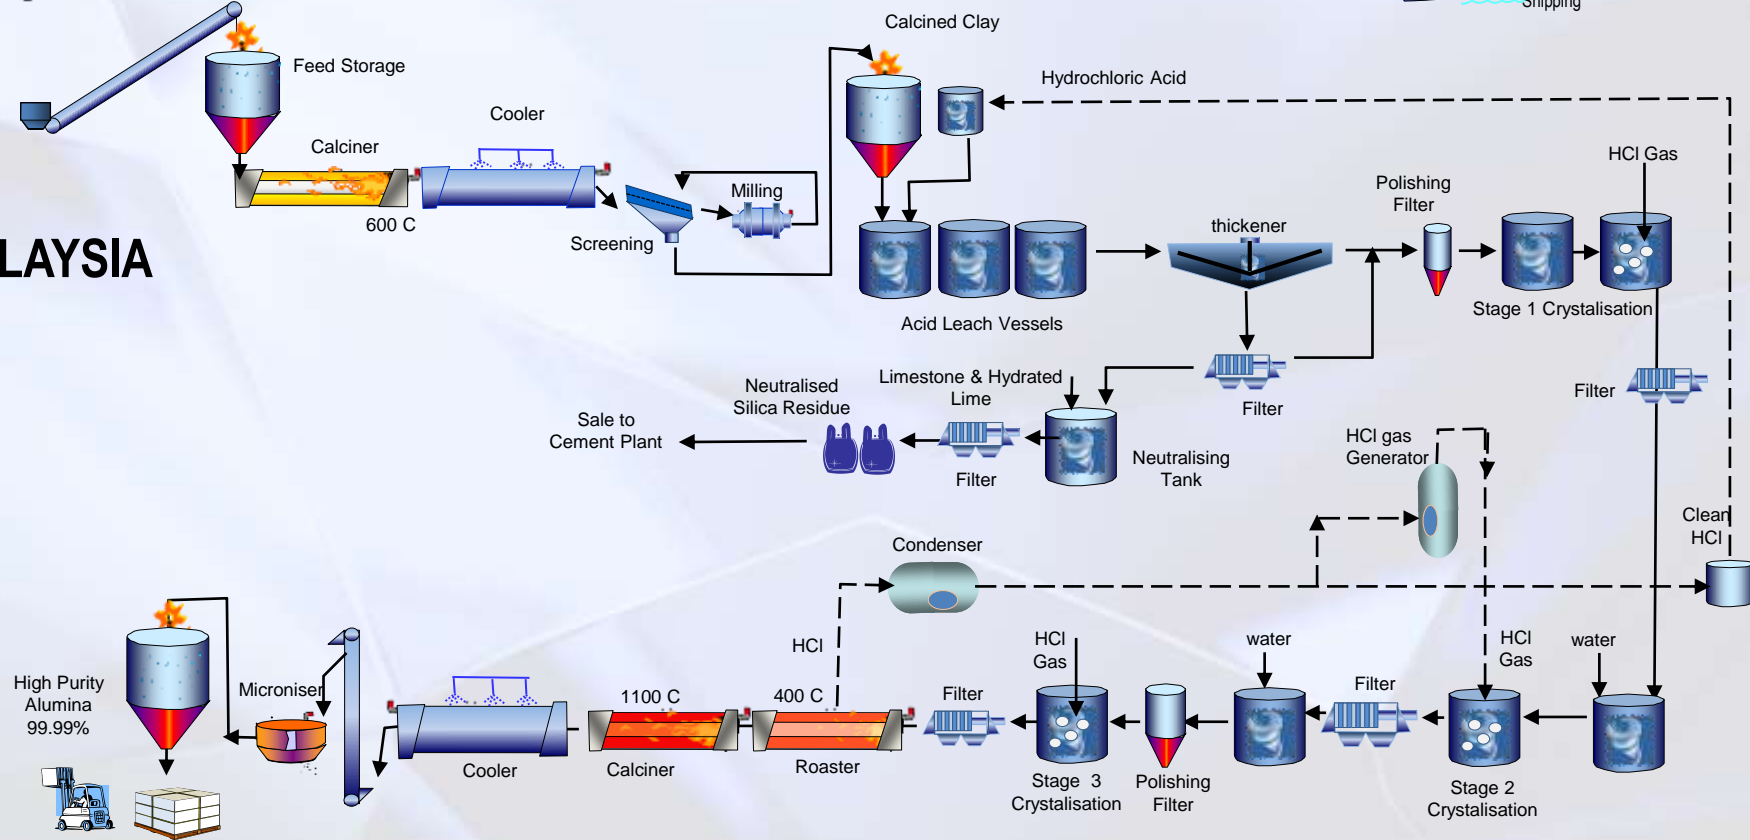 Shipping
Calcined Clay
Feed Storage
Hydrochloric Acid
Cooler
Calciner
HCl Gas
Polishing
Filter
Milling
600 C
thickener
Screening
LAYSIA
Stage 1 Crystalisation
Acid Leach Vessels
Neutralised
Silica Residue
Limestone & Hydrated
Lime
Filter
Filter
Sale to
Cement Plant
HCl gas
Generator
Neutralising
Tank
Filter
Clean
HCl
Condenser
HCl
HCl
Gas
water
HCl
Gas
water
High Purity
Alumina
99.99%
Microniser
1100 C
400 C
Filter
Filter
Cooler
Calciner
Roaster
Stage 3
Crystalisation
Polishing
Filter
Stage 2
Crystalisation